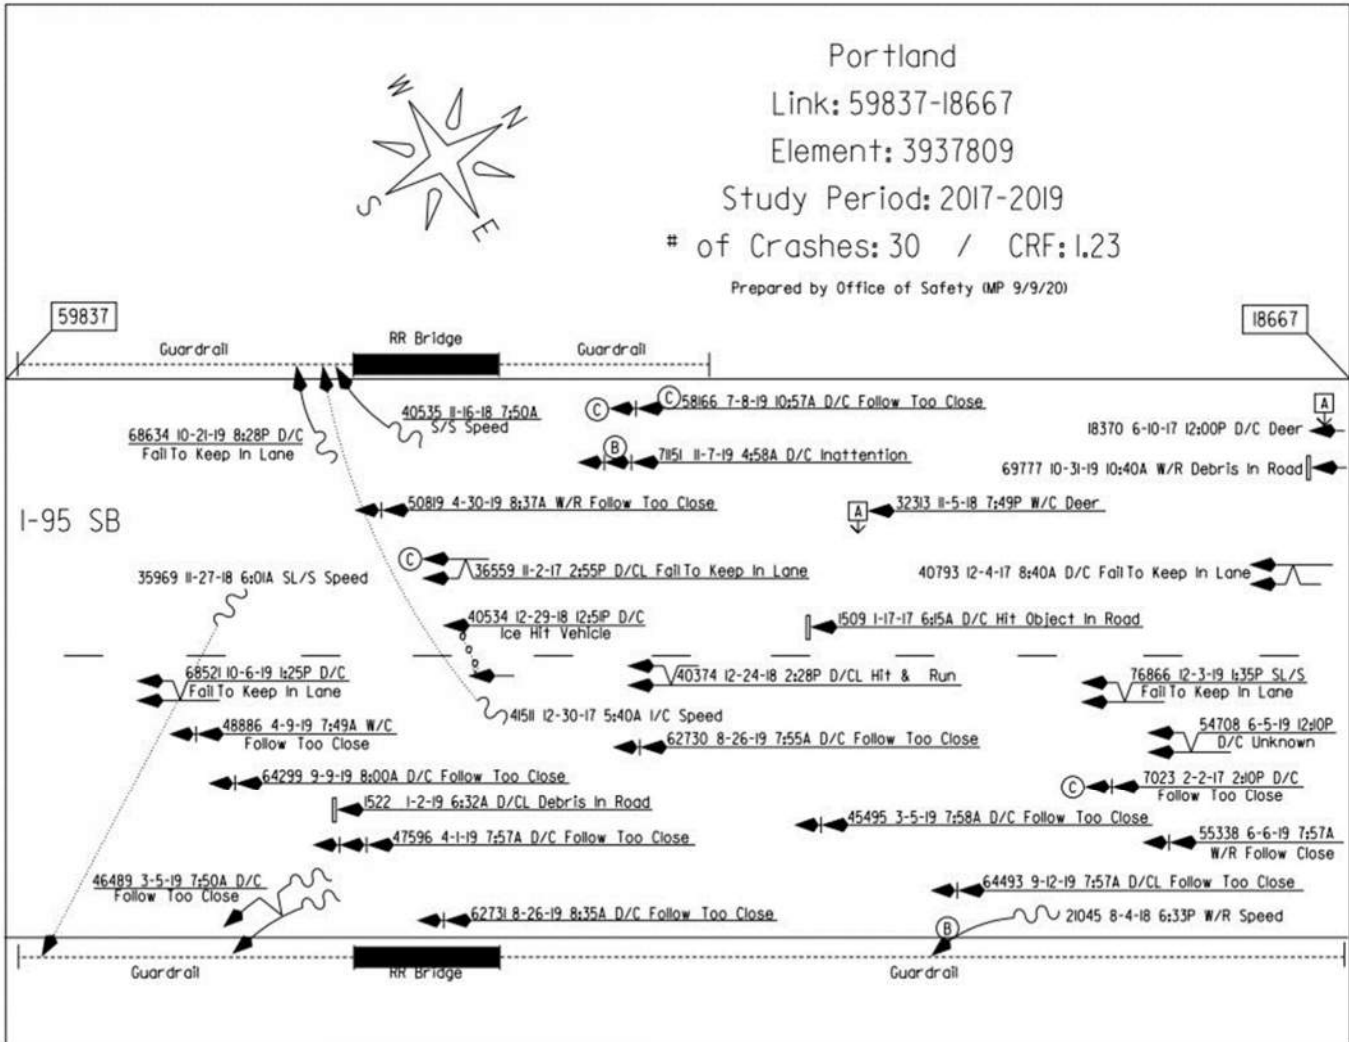 Portland
Link: 59837-18667
Element: 3937809
Study Period: 2017-2019
# of Crashes: 30 / CRF: 1.23
Prepared by Office of Safety (MP 9/9/20)
W
N
S
E
59837
18667
Guardrail
RR Bridge
Guardrail
40535 11-16-18 7:50A
S/S Speed
68634 10-21-19 8:28P D/C
Fail To Keep In Lane
C
C
58166 7-8-19 10:57A D/C Follow Too Close
A
18370 6-10-17 12:00P D/C Deer
B
71151 11-7-19 4:58A D/C Inattention
69777 10-31-19 10:40A W/R Debris In Road
I-95 SB
50819 4-30-19 8:37A W/R Follow Too Close
A
32313 11-5-18 7:49P W/C Deer
35969 11-27-18 6:01A SL/S Speed
C
36559 11-2-17 2:55P D/CL Fail To Keep In Lane
40793 12-4-17 8:40A D/C Fail To Keep In Lane
40534 12-29-18 12:51P D/C
Ice Hit Vehicle
1509 1-17-17 6:15A D/C Hit Object In Road
68521 10-6-19 1:25P D/C
Fail To Keep In Lane
40374 12-24-18 2:28P D/CL Hit & Run
76866 12-3-19 1:35P SL/S
Fail To Keep In Lane
41511 12-30-17 5:40A I/C Speed
48886 4-9-19 7:49A W/C
Follow Too Close
62730 8-26-19 7:55A D/C Follow Too Close
54708 6-5-19 12:10P
D/C Unknown
64299 9-9-19 8:00A D/C Follow Too Close
C
7023 2-2-17 2:10P D/C
Follow Too Close
1522 1-2-19 6:32A D/CL Debris In Road
45495 3-5-19 7:58A D/C Follow Too Close
47596 4-1-19 7:57A D/C Follow Too Close
55338 6-6-19 7:57A
W/R Follow Close
46489 3-5-19 7:50A D/C
Follow Too Close
64493 9-12-19 7:57A D/CL Follow Too Close
62731 8-26-19 8:35A D/C Follow Too Close
B
21045 8-4-18 6:33P W/R Speed
Guardrail
RR Bridge
Guardrail